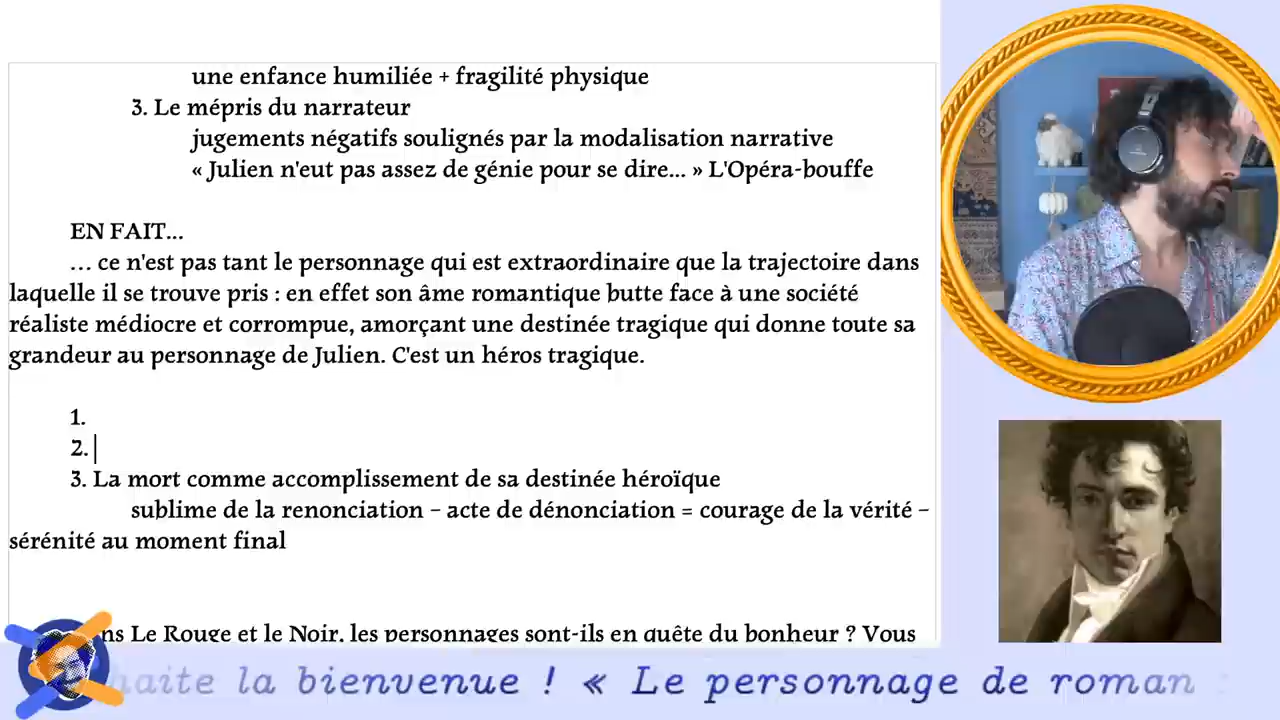 une enfance humiliée + fragilité physique
3. Le mépris du narrateur
jugements négatifs soulignés par la modalisation narrative
« Julien n'eut pas assez de génie pour se dire... » L'Opéra-bouffe
EN FAIT...
... ce n'est pas tant le personnage qui est extraordinaire que la trajectoire dans
laquelle il se trouve pris : en effet son âme romantique butte face à une société
réaliste médiocre et corrompue, amorçant une destinée tragique qui donne toute sa
grandeur au personnage de Julien. C'est un héros tragique.
1.
2.
3. La mort comme accomplissement de sa destinée héroïque
sublime de la renonciation – acte de dénonciation = courage de la vérité –
sérénité au moment final
ns Le Rouge et le Noir, les personnages sont-ils en quête du bonheur ? Vous
haite la bienvenue ! « Le personnage de roman :